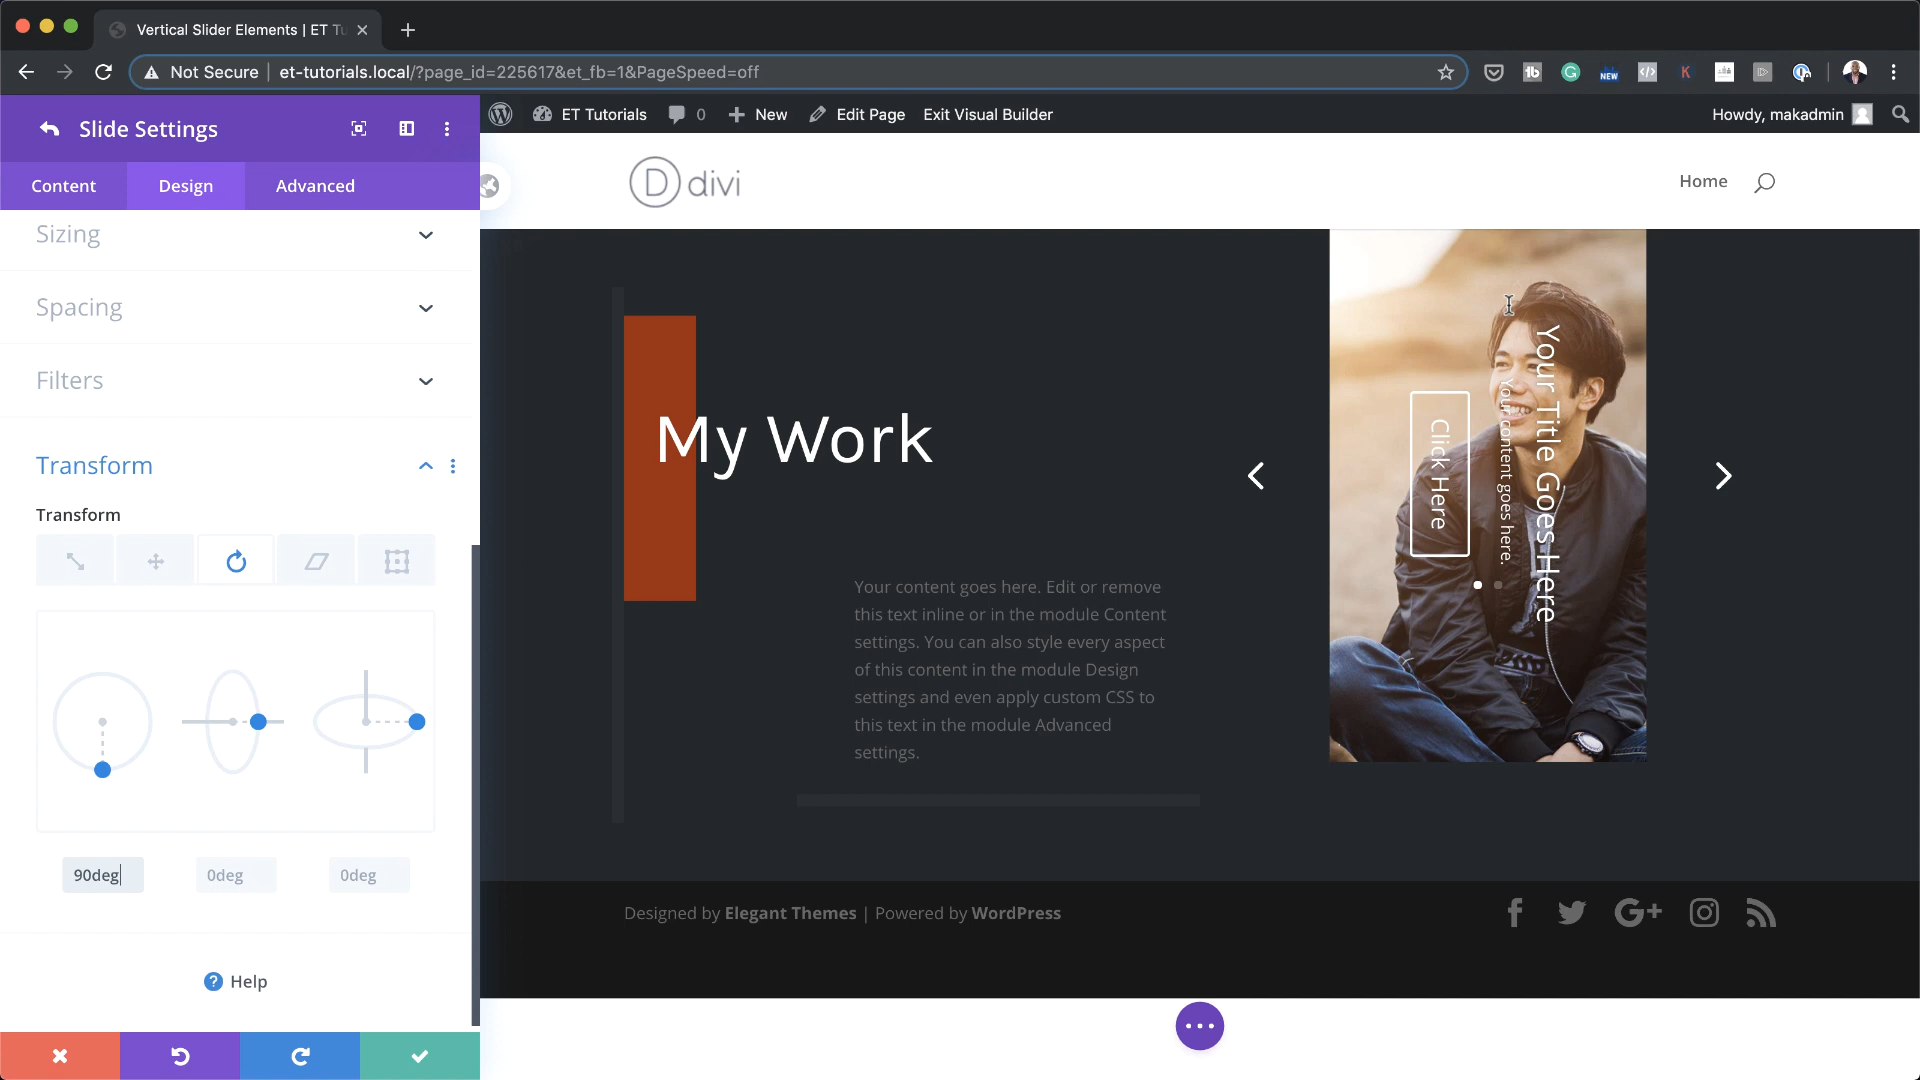 Vertical Slider Elements | ET Tu
Not Secure
et-tutorials.local/?page_id=225617&et_fb=1&PageSpeed=off
NEW
Slide Settings
ET Tutorials
0
New
Edit Page
Exit Visual Builder
Howdy, makadmin
Content
Design
Advanced
divi
Home
Sizing
Spacing
Filters
Transform
Transform
90deg
0deg
0deg
Help
My Work
Your content goes here. Edit or remove
this text inline or in the module Content
settings. You can also style every aspect
of this content in the module Design
settings and even apply custom CSS to
this text in the module Advanced
settings.
Your Title Goes Here
Your content goes here.
Click Here
Designed by Elegant Themes | Powered by WordPress